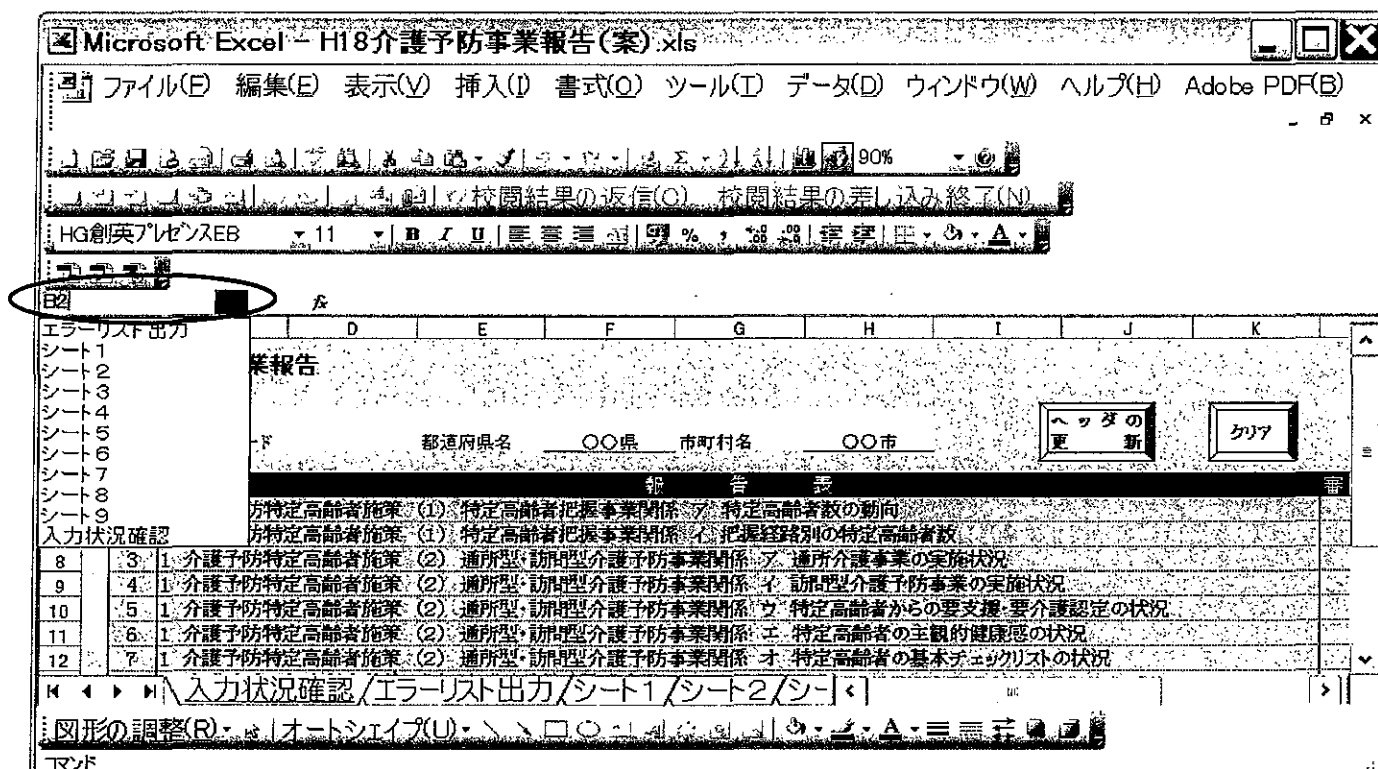 Microsoft Excel - H18介護予防事業報告(案).xls
ファイル(F) 編集(E) 表示(V) 挿入(I) 書式(O) ツール(T) データ(D) ウィンドウ(W) ヘルプ(H) Adobe PDF(B)
90%
校閲結果の返信(C) 校閲結果の差し込み終了(N)
HG創英プレゼンスEB 11 B I U % ,
B2 fx
エラーリスト出力 D E F G H I J K
シート1
シート2 業報告
シート3
シート4 ヘッダの更新 クリア
シート5 ード 都道府県名 〇〇県 市町村名 〇〇市
シート6
シート7
シート8 報告表 審
シート9 防特定高齢者施策 (1) 特定高齢者把握事業関係 ア 特定高齢者数の動向
入力状況確認 防特定高齢者施策 (1) 特定高齢者把握事業関係 イ 把握経路別の特定高齢者数
8 3 1 介護予防特定高齢者施策 (2) 通所型・訪問型介護予防事業関係 ア 通所介護事業の実施状況
9 4 1 介護予防特定高齢者施策 (2) 通所型・訪問型介護予防事業関係 イ 訪問型介護予防事業の実施状況
10 5 1 介護予防特定高齢者施策 (2) 通所型・訪問型介護予防事業関係 ウ 特定高齢者からの要支援・要介護認定の状況
11 6 1 介護予防特定高齢者施策 (2) 通所型・訪問型介護予防事業関係 エ 特定高齢者の主観的健康感の状況
12 7 1 介護予防特定高齢者施策 (2) 通所型・訪問型介護予防事業関係 オ 特定高齢者の基本チェックリストの状況
入力状況確認 エラーリスト出力 シート1 シート2 シー
図形の調整(R) オートシェイプ(U)
コマンド